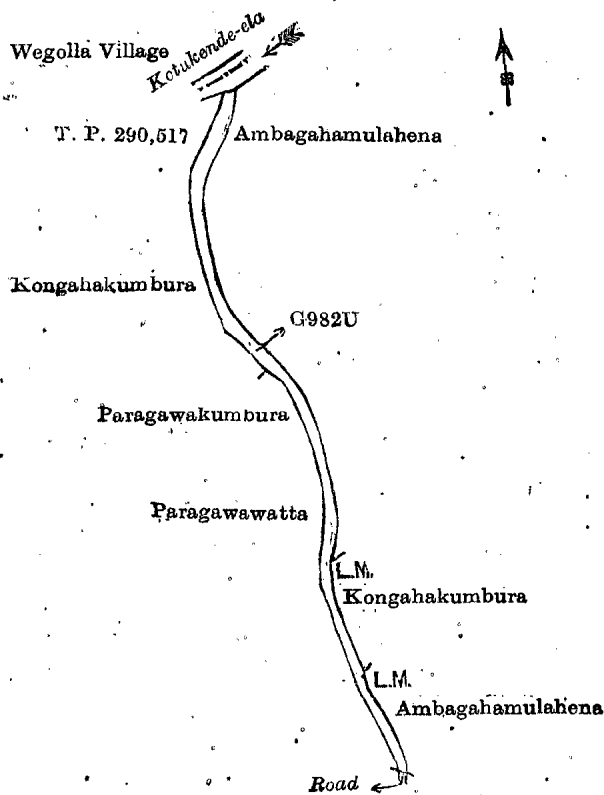 Wegolla Village
Kotukende-ela
T. P. 290,517
Ambagahamulahena
Kongahakumbura
G982U
Paragawakumbura
Paragawawatta
L.M.
Kongahakumbura
L.M.
Ambagahamulahena
Road